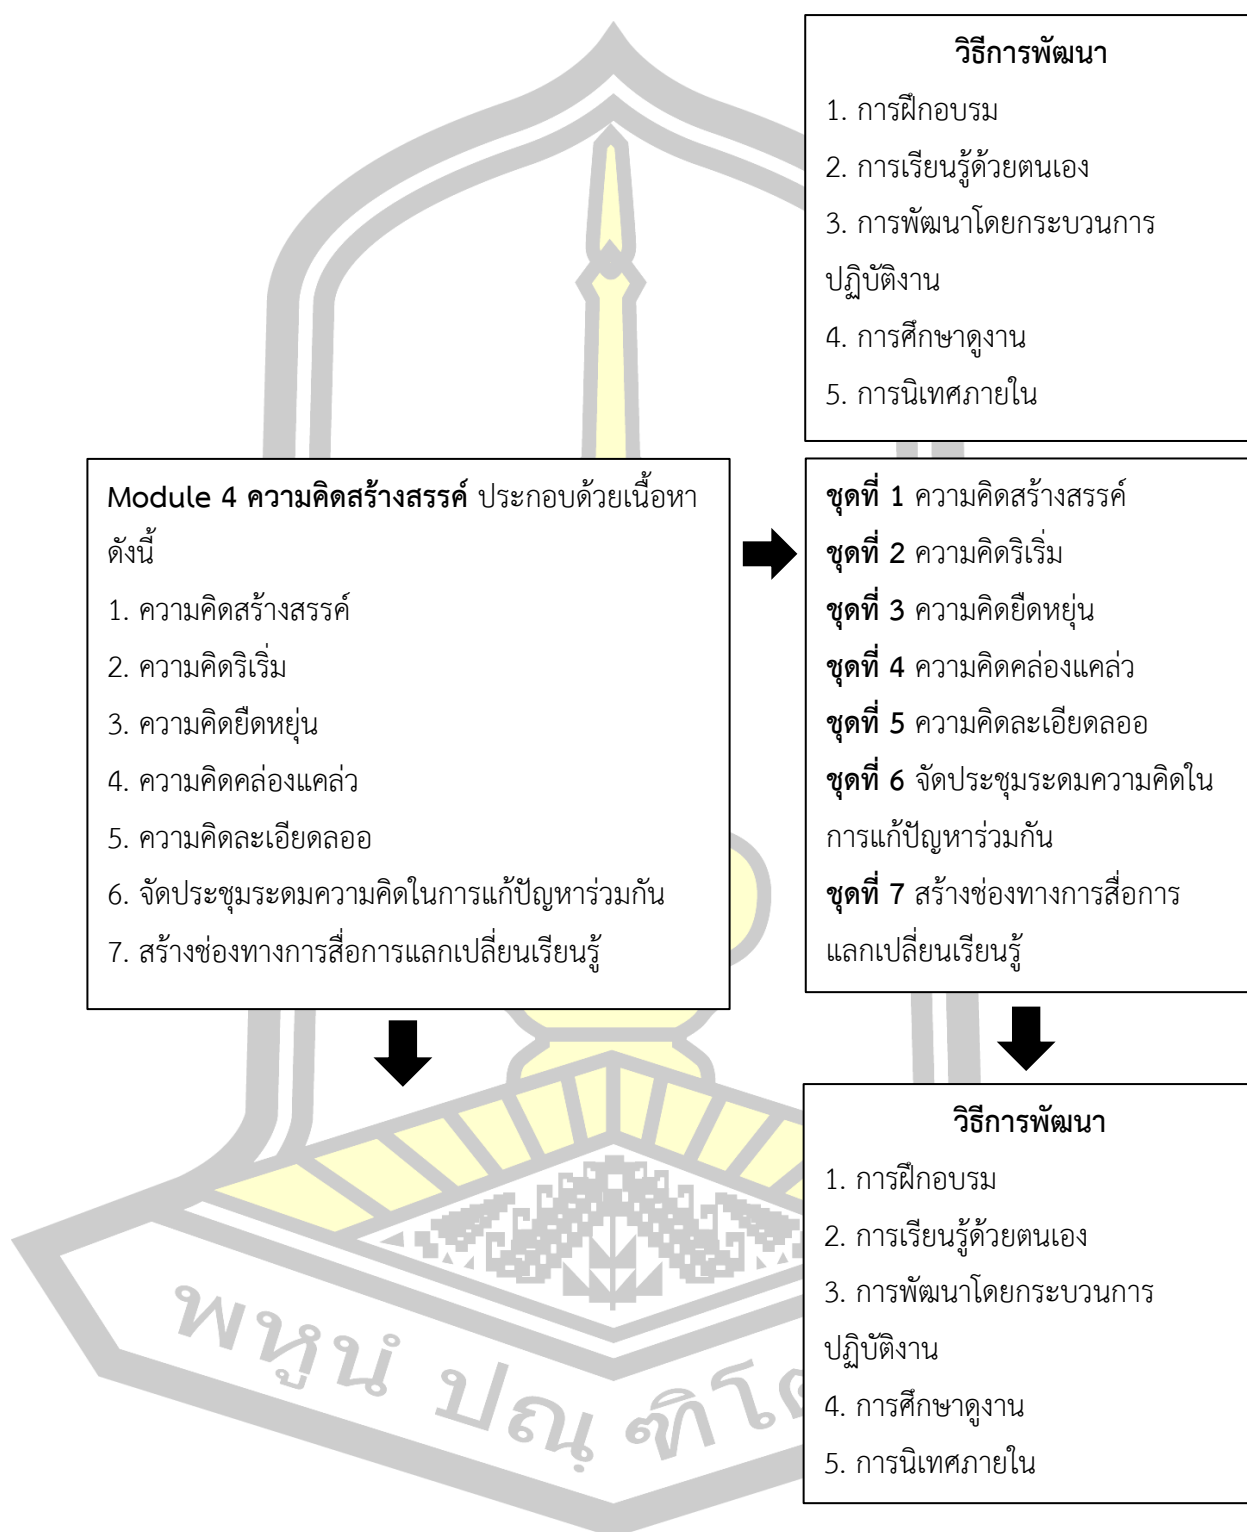 วิธีการพัฒนา
1. การฝึกอบรม
2. การเรียนรู้ด้วยตนเอง
3. การพัฒนาโดยกระบวนการ
ปฏิบัติงาน
4. การศึกษาดูงาน
5. การนิเทศภายใน
Module 4 ความคิดสร้างสรรค์ ประกอบด้วยเนื้อหา
ดังนี้
1. ความคิดสร้างสรรค์
2. ความคิดริเริ่ม
3. ความคิดยืดหยุ่น
4. ความคิดคล่องแคล่ว
5. ความคิดละเอียดลออ
6. จัดประชุมระดมความคิดในการแก้ปัญหาร่วมกัน
7. สร้างช่องทางการสื่อการแลกเปลี่ยนเรียนรู้
ชุดที่ 1 ความคิดสร้างสรรค์
ชุดที่ 2 ความคิดริเริ่ม
ชุดที่ 3 ความคิดยืดหยุ่น
ชุดที่ 4 ความคิดคล่องแคล่ว
ชุดที่ 5 ความคิดละเอียดลออ
ชุดที่ 6 จัดประชุมระดมความคิดใน
การแก้ปัญหาร่วมกัน
ชุดที่ 7 สร้างช่องทางการสื่อการ
แลกเปลี่ยนเรียนรู้
วิธีการพัฒนา
1. การฝึกอบรม
2. การเรียนรู้ด้วยตนเอง
3. การพัฒนาโดยกระบวนการ
ปฏิบัติงาน
4. การศึกษาดูงาน
5. การนิเทศภายใน
พหูนํ ปณฺ